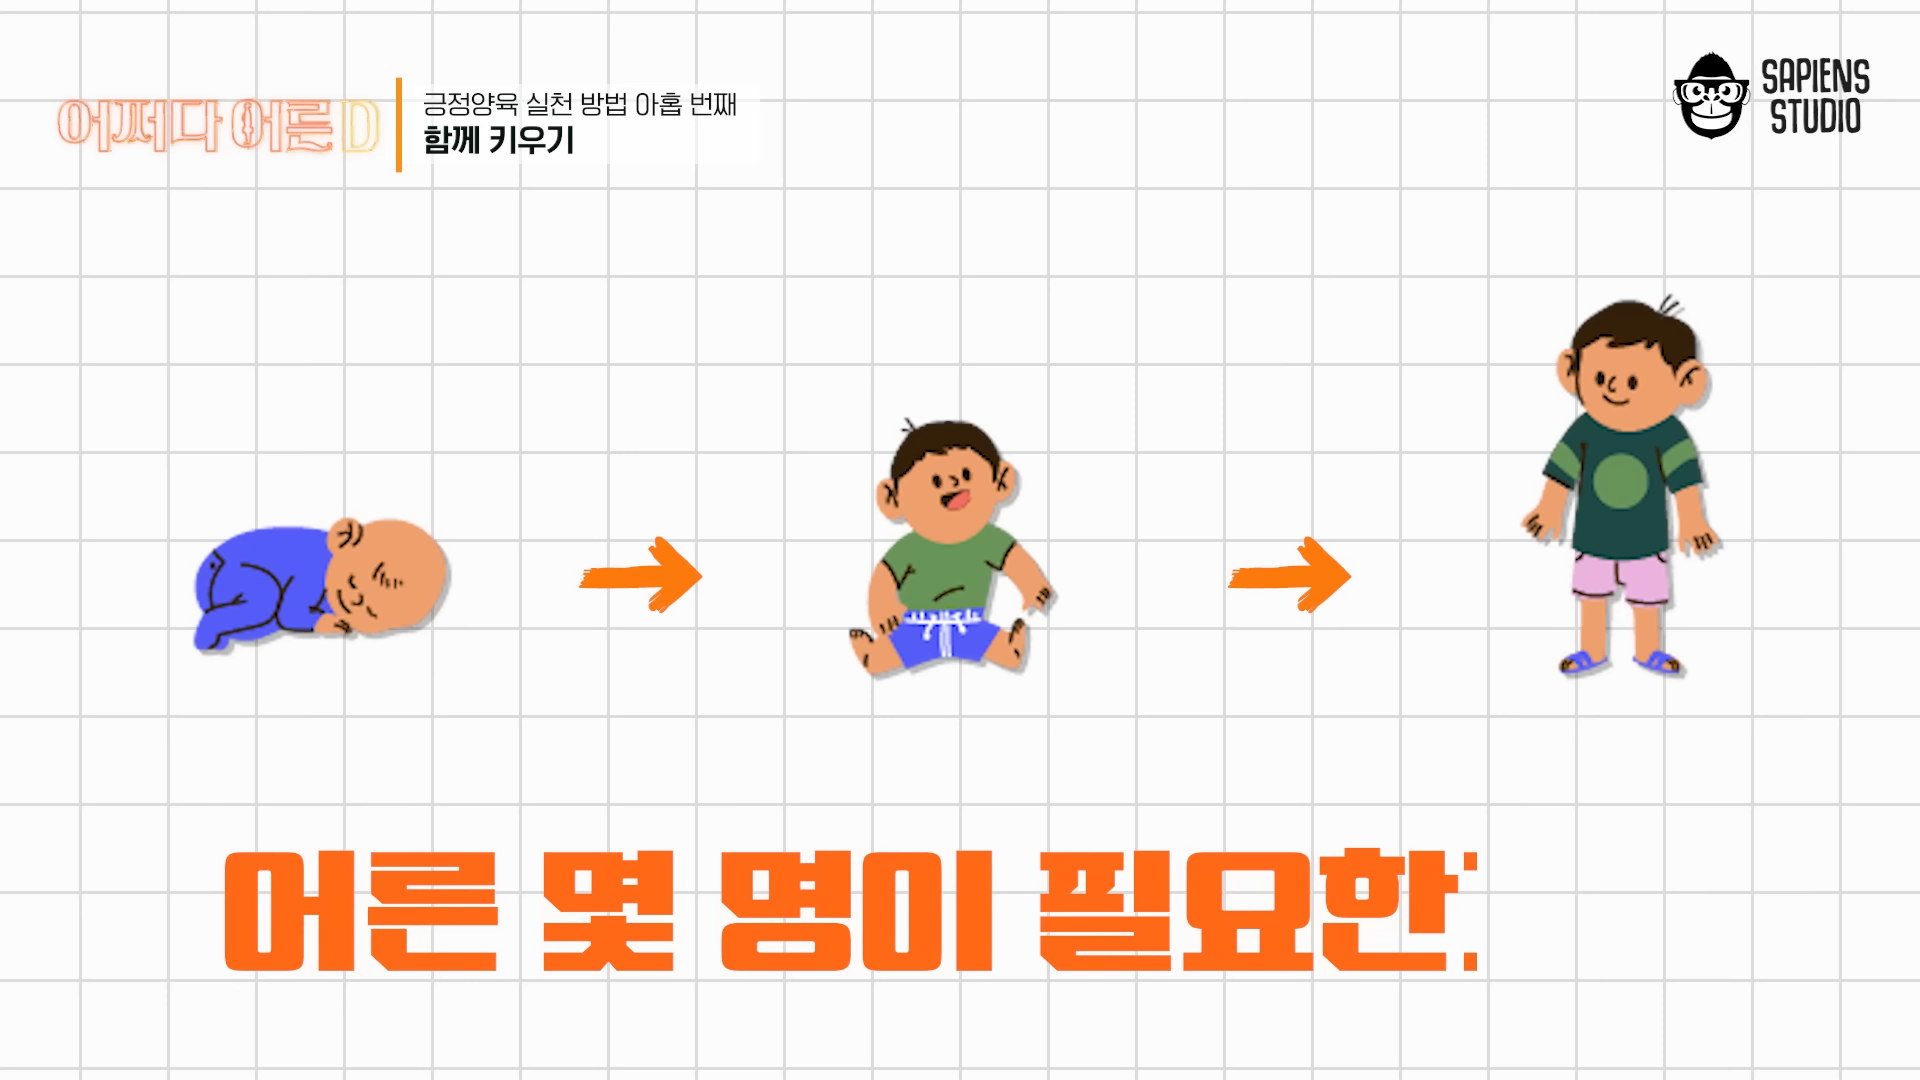 어쩌다 어른 D
긍정양육 실천 방법 아홉 번째
함께 키우기
SAPIENS
STUDIO
어른 몇 명이 필요한